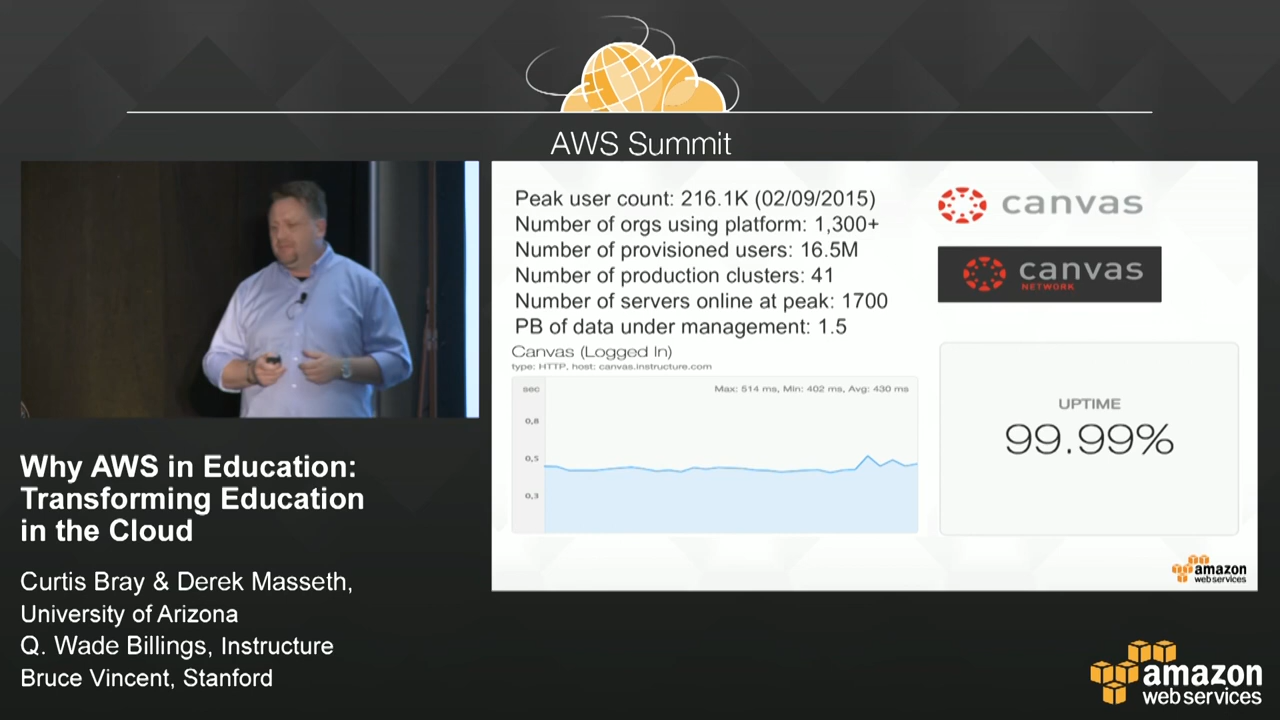 AWS Summit
Peak user count: 216.1K (02/09/2015)
Number of orgs using platform: 1,300+
Number of provisioned users: 16.5M
Number of production clusters: 41
Number of servers online at peak: 1700
PB of data under management: 1.5
canvas
canvas
NETWORK
Canvas (Logged In)
type: HTTP, host: canvas.instructure.com
sec
Max: 514 ms, Min: 402 ms, Avg: 430 ms
0,8
0,5
0,3
UPTIME
99.99%
amazon
web services
Why AWS in Education:
Transforming Education
in the Cloud
Curtis Bray & Derek Masseth,
University of Arizona
Q. Wade Billings, Instructure
Bruce Vincent, Stanford
amazon
web services